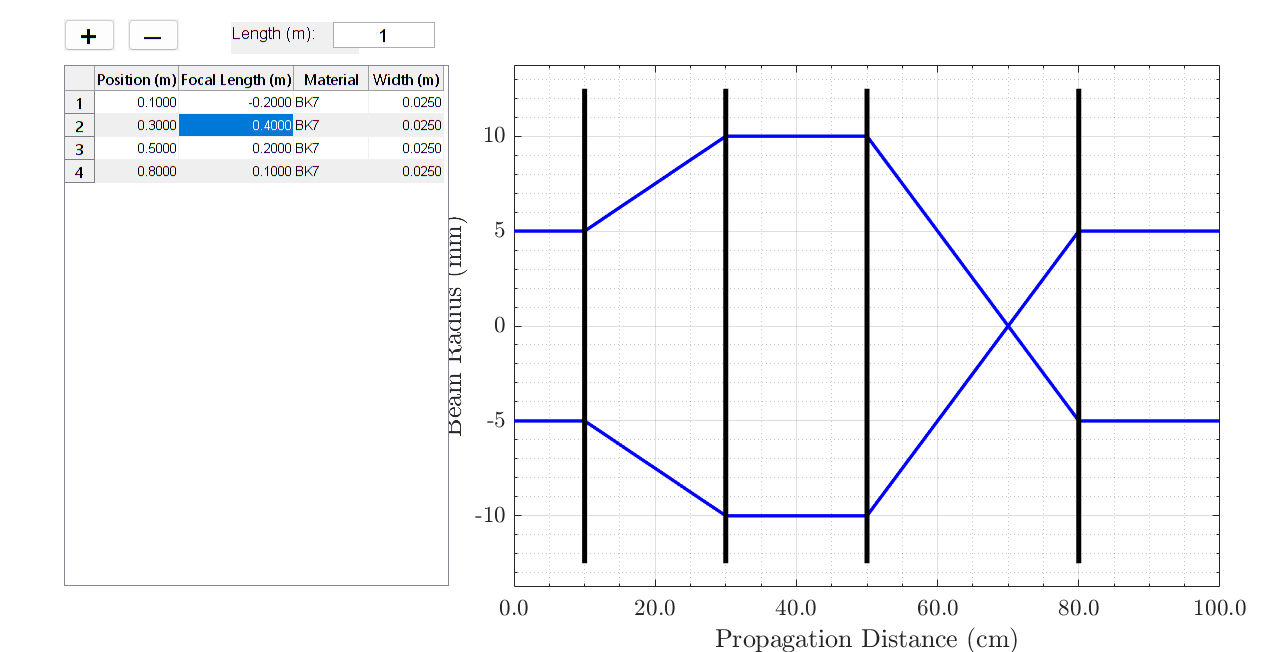 + – Length (m): 1
Position (m) Focal Length (m) Material Width (m)
1 0.1000 -0.2000 BK7 0.0250
2 0.3000 0.4000 BK7 0.0250
3 0.5000 0.2000 BK7 0.0250
4 0.8000 0.1000 BK7 0.0250
Beam Radius (mm)
10
5
0
-5
-10
0.0 20.0 40.0 60.0 80.0 100.0
Propagation Distance (cm)